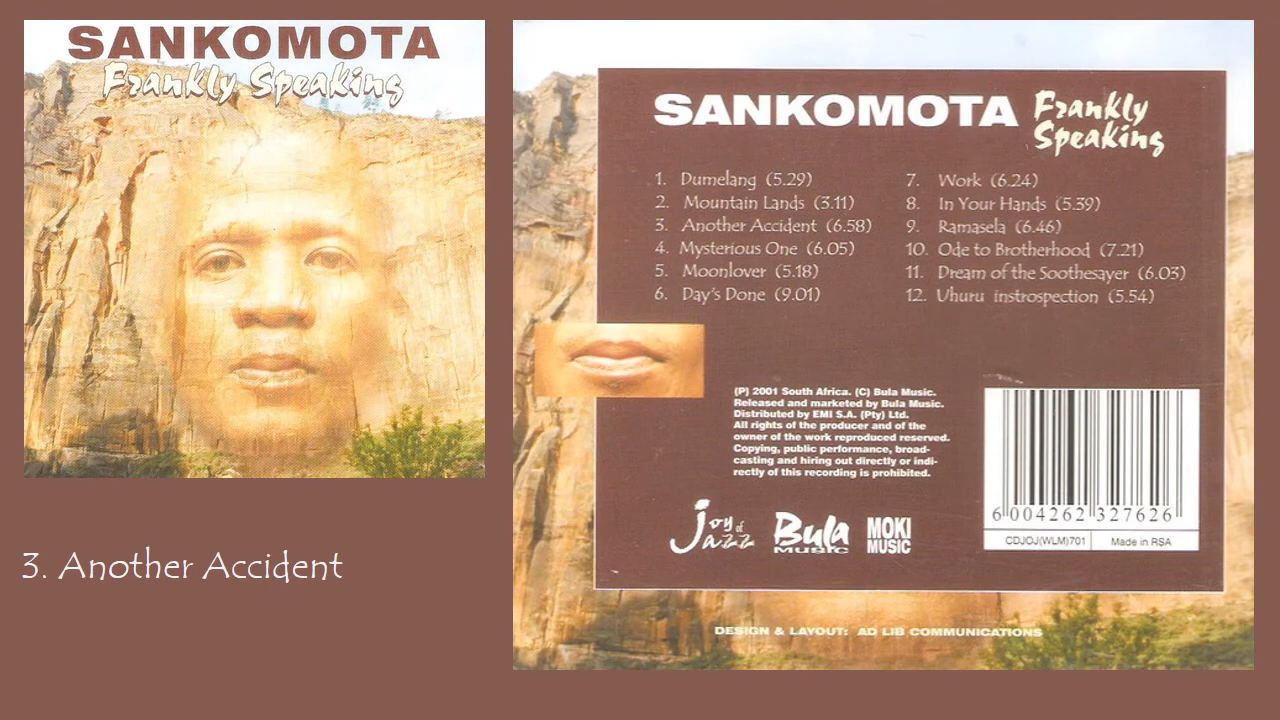 SANKOMOTA
Frankly Speaking
3. Another Accident
SANKOMOTA Frankly
Speaking
1. Dumelang (5.29)
2. Mountain Lands (3.11)
3. Another Accident (6.58)
4. Mysterious One (6.05)
5. Moonlover (5.18)
6. Day's Done (9.01)
7. Work (6.24)
8. In Your Hands (5.39)
9. Ramasela (6.46)
10. Ode to Brotherhood (7.21)
11. Dream of the Soothesayer (6.03)
12. Uhuru instrospection (5.54)
(P) 2001 South Africa. (C) Bula Music.
Released and marketed by Bula Music.
Distributed by EMI S.A. (Pty) Ltd.
All rights of the producer and of the
owner of the work reproduced reserved.
Copying, public performance, broad-
casting and hiring out directly or indi-
rectly of this recording is prohibited.
Joy of
Jazz
Bula
MUSIC
MOKI
MUSIC
6 004262 327626
CDJOJ(WLM)701 Made in RSA
DESIGN & LAYOUT: AD LIB COMMUNICATIONS